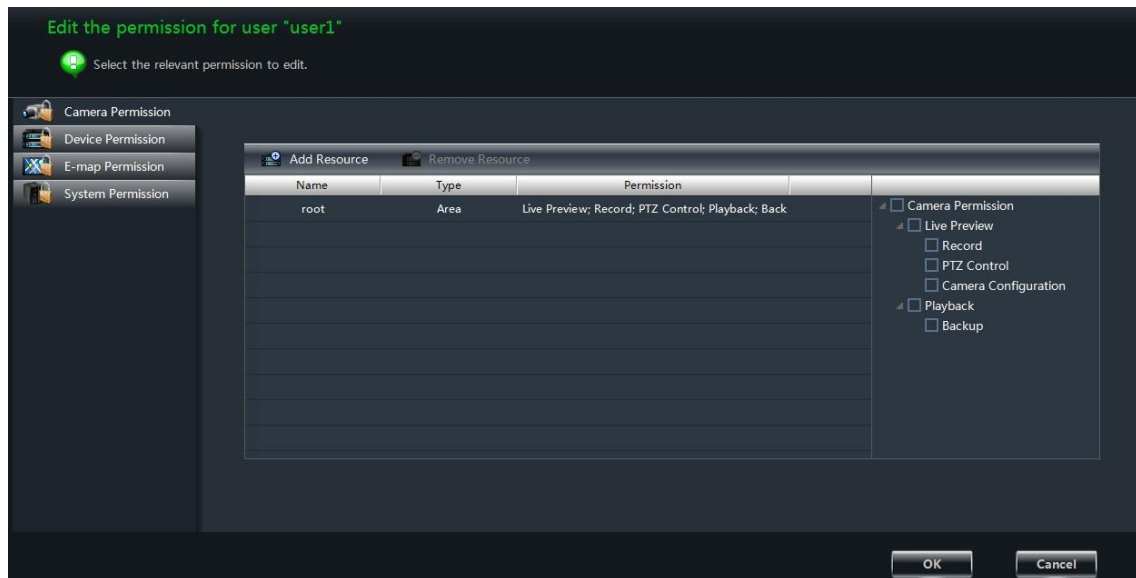 Edit the permission for user "user1"
Select the relevant permission to edit.
Camera Permission
Device Permission
E-map Permission
System Permission
Add Resource Remove Resource
Name Type Permission
root Area Live Preview; Record; PTZ Control; Playback; Back
Camera Permission
Live Preview
Record
PTZ Control
Camera Configuration
Playback
Backup
OK Cancel